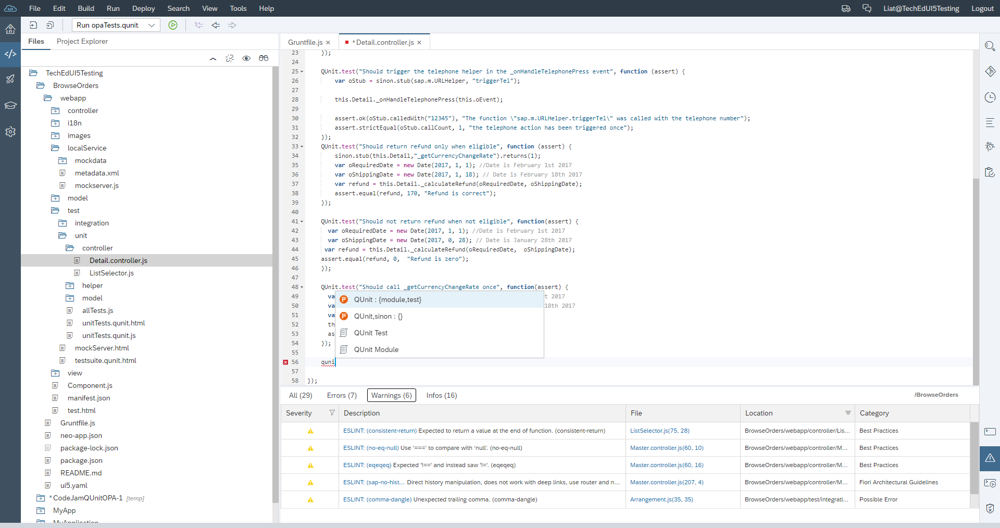 File Edit Build Run Deploy Search View Tools Help Liat@TechEdUI5Testing Logout
Run opaTests.qunit.
Files Project Explorer
TechEdUI5Testing
BrowseOrders
webapp
controller
i18n
images
localService
mockdata
metadata.xml
mockserver.js
model
test
integration
unit
controller
Detail.controller.js
ListSelector.js
helper
model
allTests.js
unitTests.qunit.html
unitTests.qunit.js
mockServer.html
testsuite.qunit.html
view
Component.js
manifest.json
test.html
Gruntfile.js
neo-app.json
package-lock.json
package.json
README.md
ui5.yaml
*CodeJamQUnitOPA-1 [temp]
MyApp
MyApplication
Gruntfile.js × *Detail.controller.js ×
23 });
24
25 QUnit.test("Should trigger the telephone helper in the _onHandleTelephonePress event", function (assert) {
26 var oStub = sinon.stub(sap.m.URLHelper, "triggerTel");
27
28 this.Detail._onHandleTelephonePress(this.oEvent);
29
30 assert.ok(oStub.calledWith("12345"), "The function \"sap.m.URLHelper.triggerTel\" was called with the telephone number");
31 assert.strictEqual(oStub.callCount, 1, "the telephone action has been triggered once");
32 });
33 QUnit.test("Should return refund only when eligible", function (assert) {
34 sinon.stub(this.Detail,"_getCurrencyChangeRate").returns(1);
35 var oRequiredDate = new Date(2017, 1, 1); //Date is February 1st 2017
36 var oShippingDate = new Date(2017, 1, 18); // Date is February 18th 2017
37 var refund = this.Detail._calculateRefund(oRequiredDate, oShippingDate);
38 assert.equal(refund, 170, "Refund is correct");
39 });
40
41 QUnit.test("Should not return refund when not eligible", function(assert) {
42 var oRequiredDate = new Date(2017, 1, 1); //Date is February 1st 2017
43 var oShippingDate = new Date(2017, 0, 28); // Date is January 28th 2017
44 var refund = this.Detail._calculateRefund(oRequiredDate, oShippingDate);
45 assert.equal(refund, 0, "Refund is zero");
46 });
47
48 QUnit.test("Should call _getCurrencyChangeRate once", function(assert) {
49 va t 2017
50 va 18th 2017
51 va
52 th
53 as
54 });
55
56 quni
57
58 });
QUnit : {module,test}
QUnit,sinon : {}
QUnit Test
QUnit Module
All (29) Errors (7) Warnings (6) Infos (16) /BrowseOrders
Severity Description File Location Category
ESLINT: (consistent-return) Expected to return a value at the end of function. (consistent-return) ListSelector.js(75, 28) BrowseOrders/webapp/controller/Lis... Best Practices
ESLINT: (no-eq-null) Use ‘===’ to compare with ‘null’. (no-eq-null) Master.controller.js(60, 10) BrowseOrders/webapp/controller/M... Best Practices
ESLINT: (eqeqeq) Expected '!==' and instead saw '!='. (eqeqeq) Master.controller.js(60, 16) BrowseOrders/webapp/controller/M... Best Practices
ESLINT: (sap-no-hist... Direct history manipulation, does not work with deep links, use router and n... Master.controller.js(207, 4) BrowseOrders/webapp/controller/M... Fiori Architectural Guidelines
ESLINT: (comma-dangle) Unexpected trailing comma. (comma-dangle) Arrangement.js(35, 35) BrowseOrders/webapp/test/integrati... Possible Error